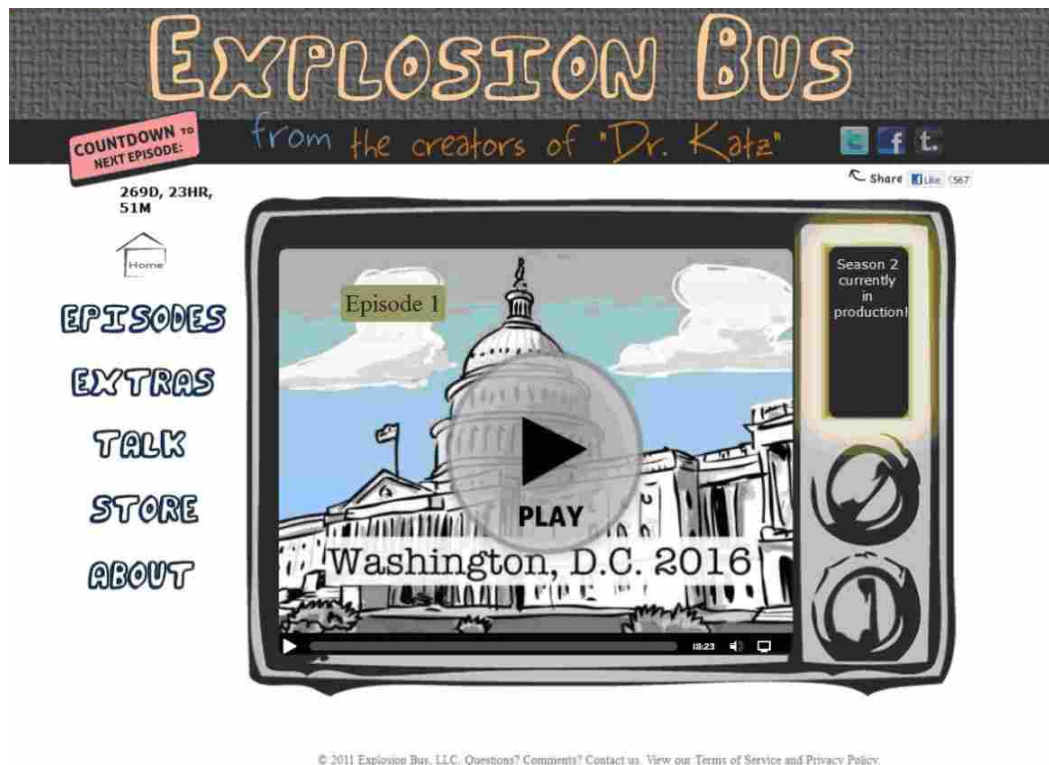 EXPLOSION BUS
COUNTDOWN TO
NEXT EPISODE:
from the creators of "Dr. Katz"
t f t.
Share Like 567
269D, 23HR,
51M
Home
EPISODES
EXTRAS
TALK
STORE
ABOUT
Episode 1
PLAY
Washington, D.C. 2016
18:23
Season 2
currently
in
production!
© 2011 Explosion Bus, LLC. Questions? Comments? Contact us. View our Terms of Service and Privacy Policy.